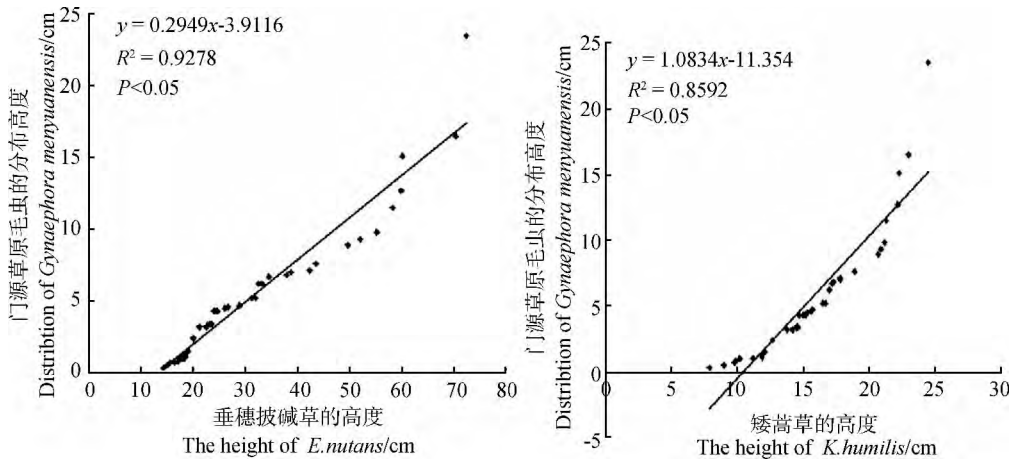 25
20
15
10
5
0
y = 0.2949x-3.9116
R² = 0.9278
P<0.05
门源草原毛虫的分布高度
Distribtion of Gynaephora menyuanensis/cm
0 10 20 30 40 50 60 70 80
垂穗披碱草的高度
The height of E.nutans/cm
25
20
15
10
5
0
-5
y = 1.0834x-11.354
R² = 0.8592
P<0.05
门源草原毛虫的分布高度
Distribtion of Gynaephora menyuanensis/cm
0 5 10 15 20 25 30
矮蒿草的高度
The height of K.humilis/cm